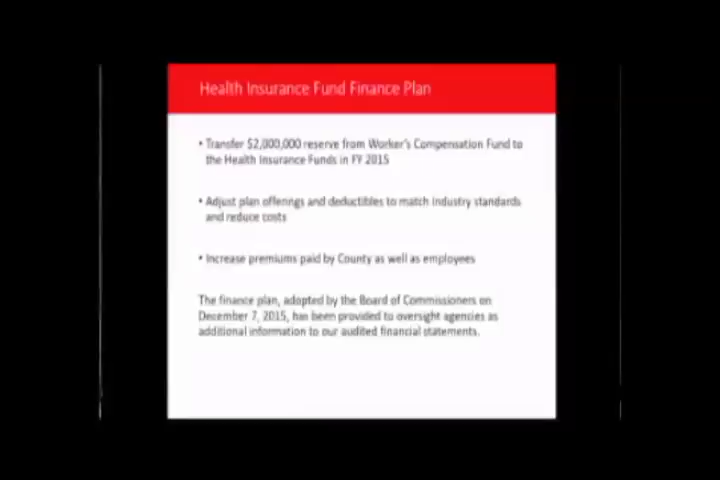 Health Insurance Fund Finance Plan
• Transfer $2,000,000 reserve from Worker's Compensation Fund to
the Health Insurance Funds in FY 2015
• Adjust plan offerings and deductibles to match industry standards
and reduce costs
• Increase premiums paid by County as well as employees
The finance plan, adopted by the Board of Commissioners on
December 7, 2015, has been provided to oversight agencies as
additional information to our audited financial statements.